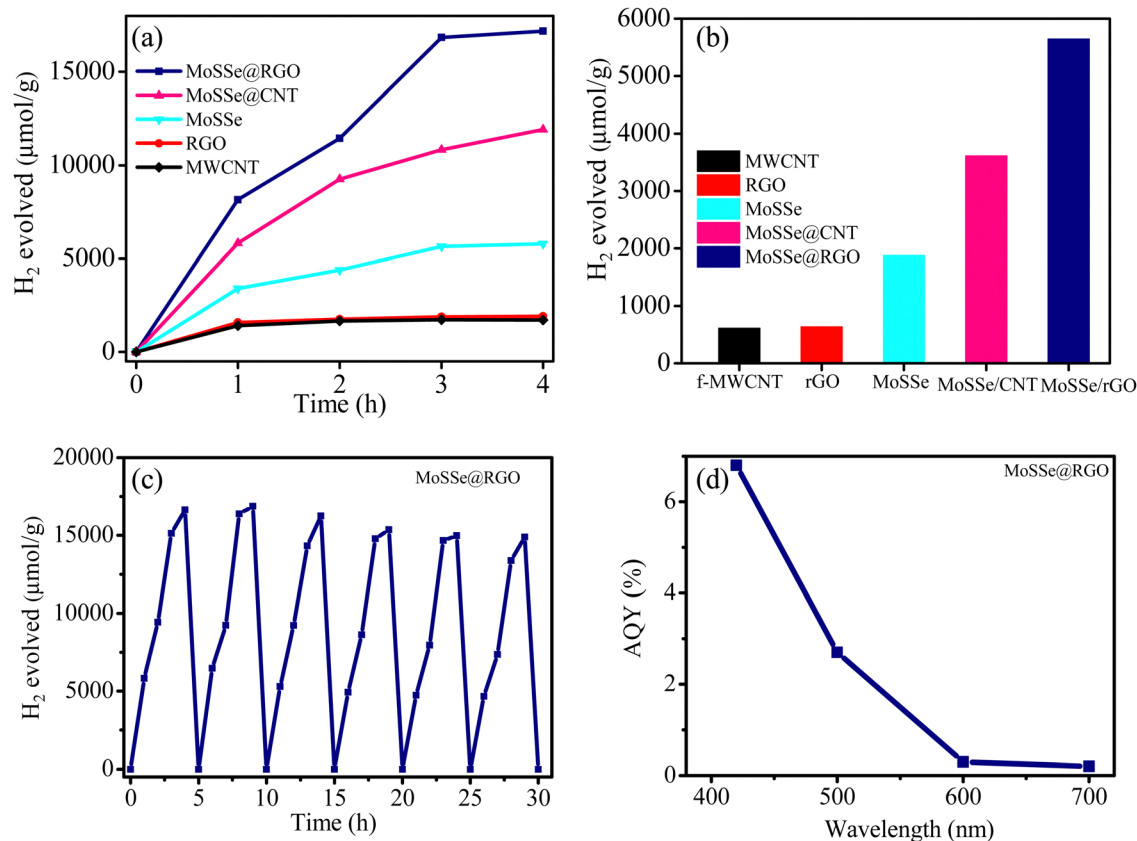 (a)
MoSSe@RGO
MoSSe@CNT
MoSSe
RGO
MWCNT
H₂ evolved (μmol/g)
15000
10000
5000
0
0 1 2 3 4
Time (h)
(b)
MWCNT
RGO
MoSSe
MoSSe@CNT
MoSSe@RGO
H₂ evolved (μmol/g)
6000
5000
4000
3000
2000
1000
0
f-MWCNT rGO MoSSe MoSSe/CNT MoSSe/rGO
(c)
MoSSe@RGO
H₂ evolved (μmol/g)
20000
15000
10000
5000
0
0 5 10 15 20 25 30
Time (h)
(d)
MoSSe@RGO
AQY (%)
6
4
2
0
400 500 600 700
Wavelength (nm)